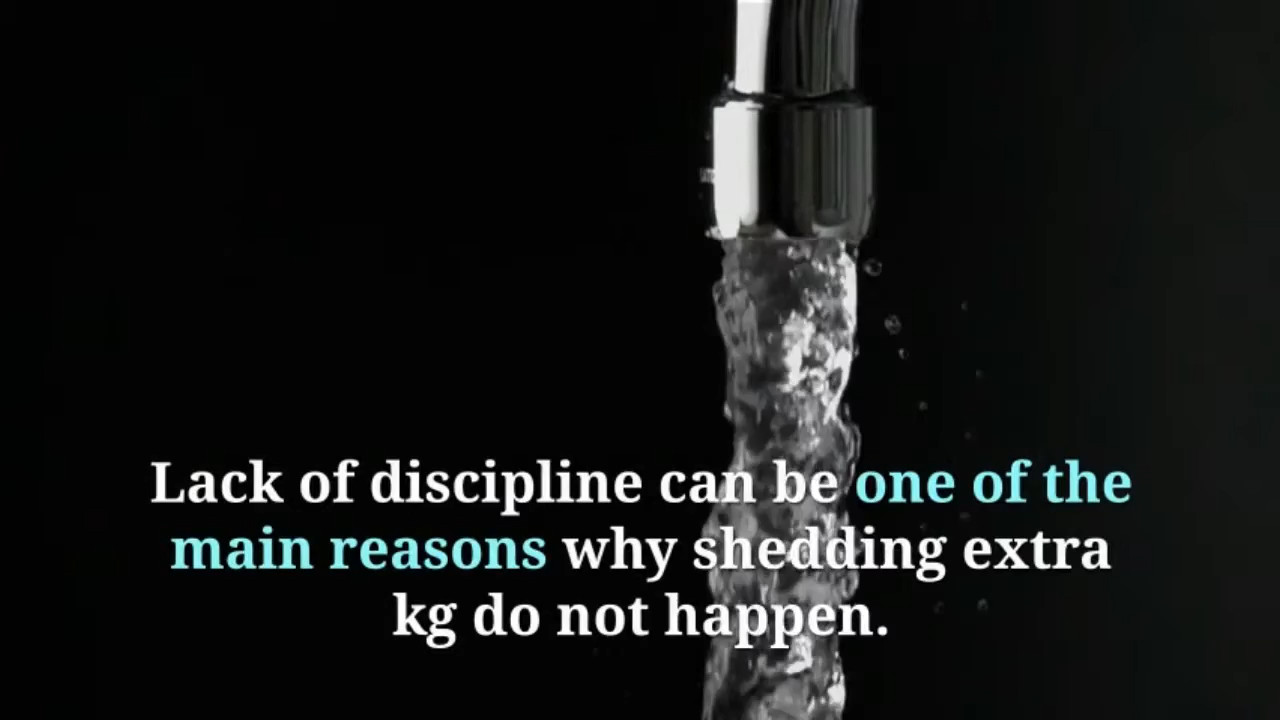 Lack of discipline can be one of the
main reasons why shedding extra
kg do not happen.